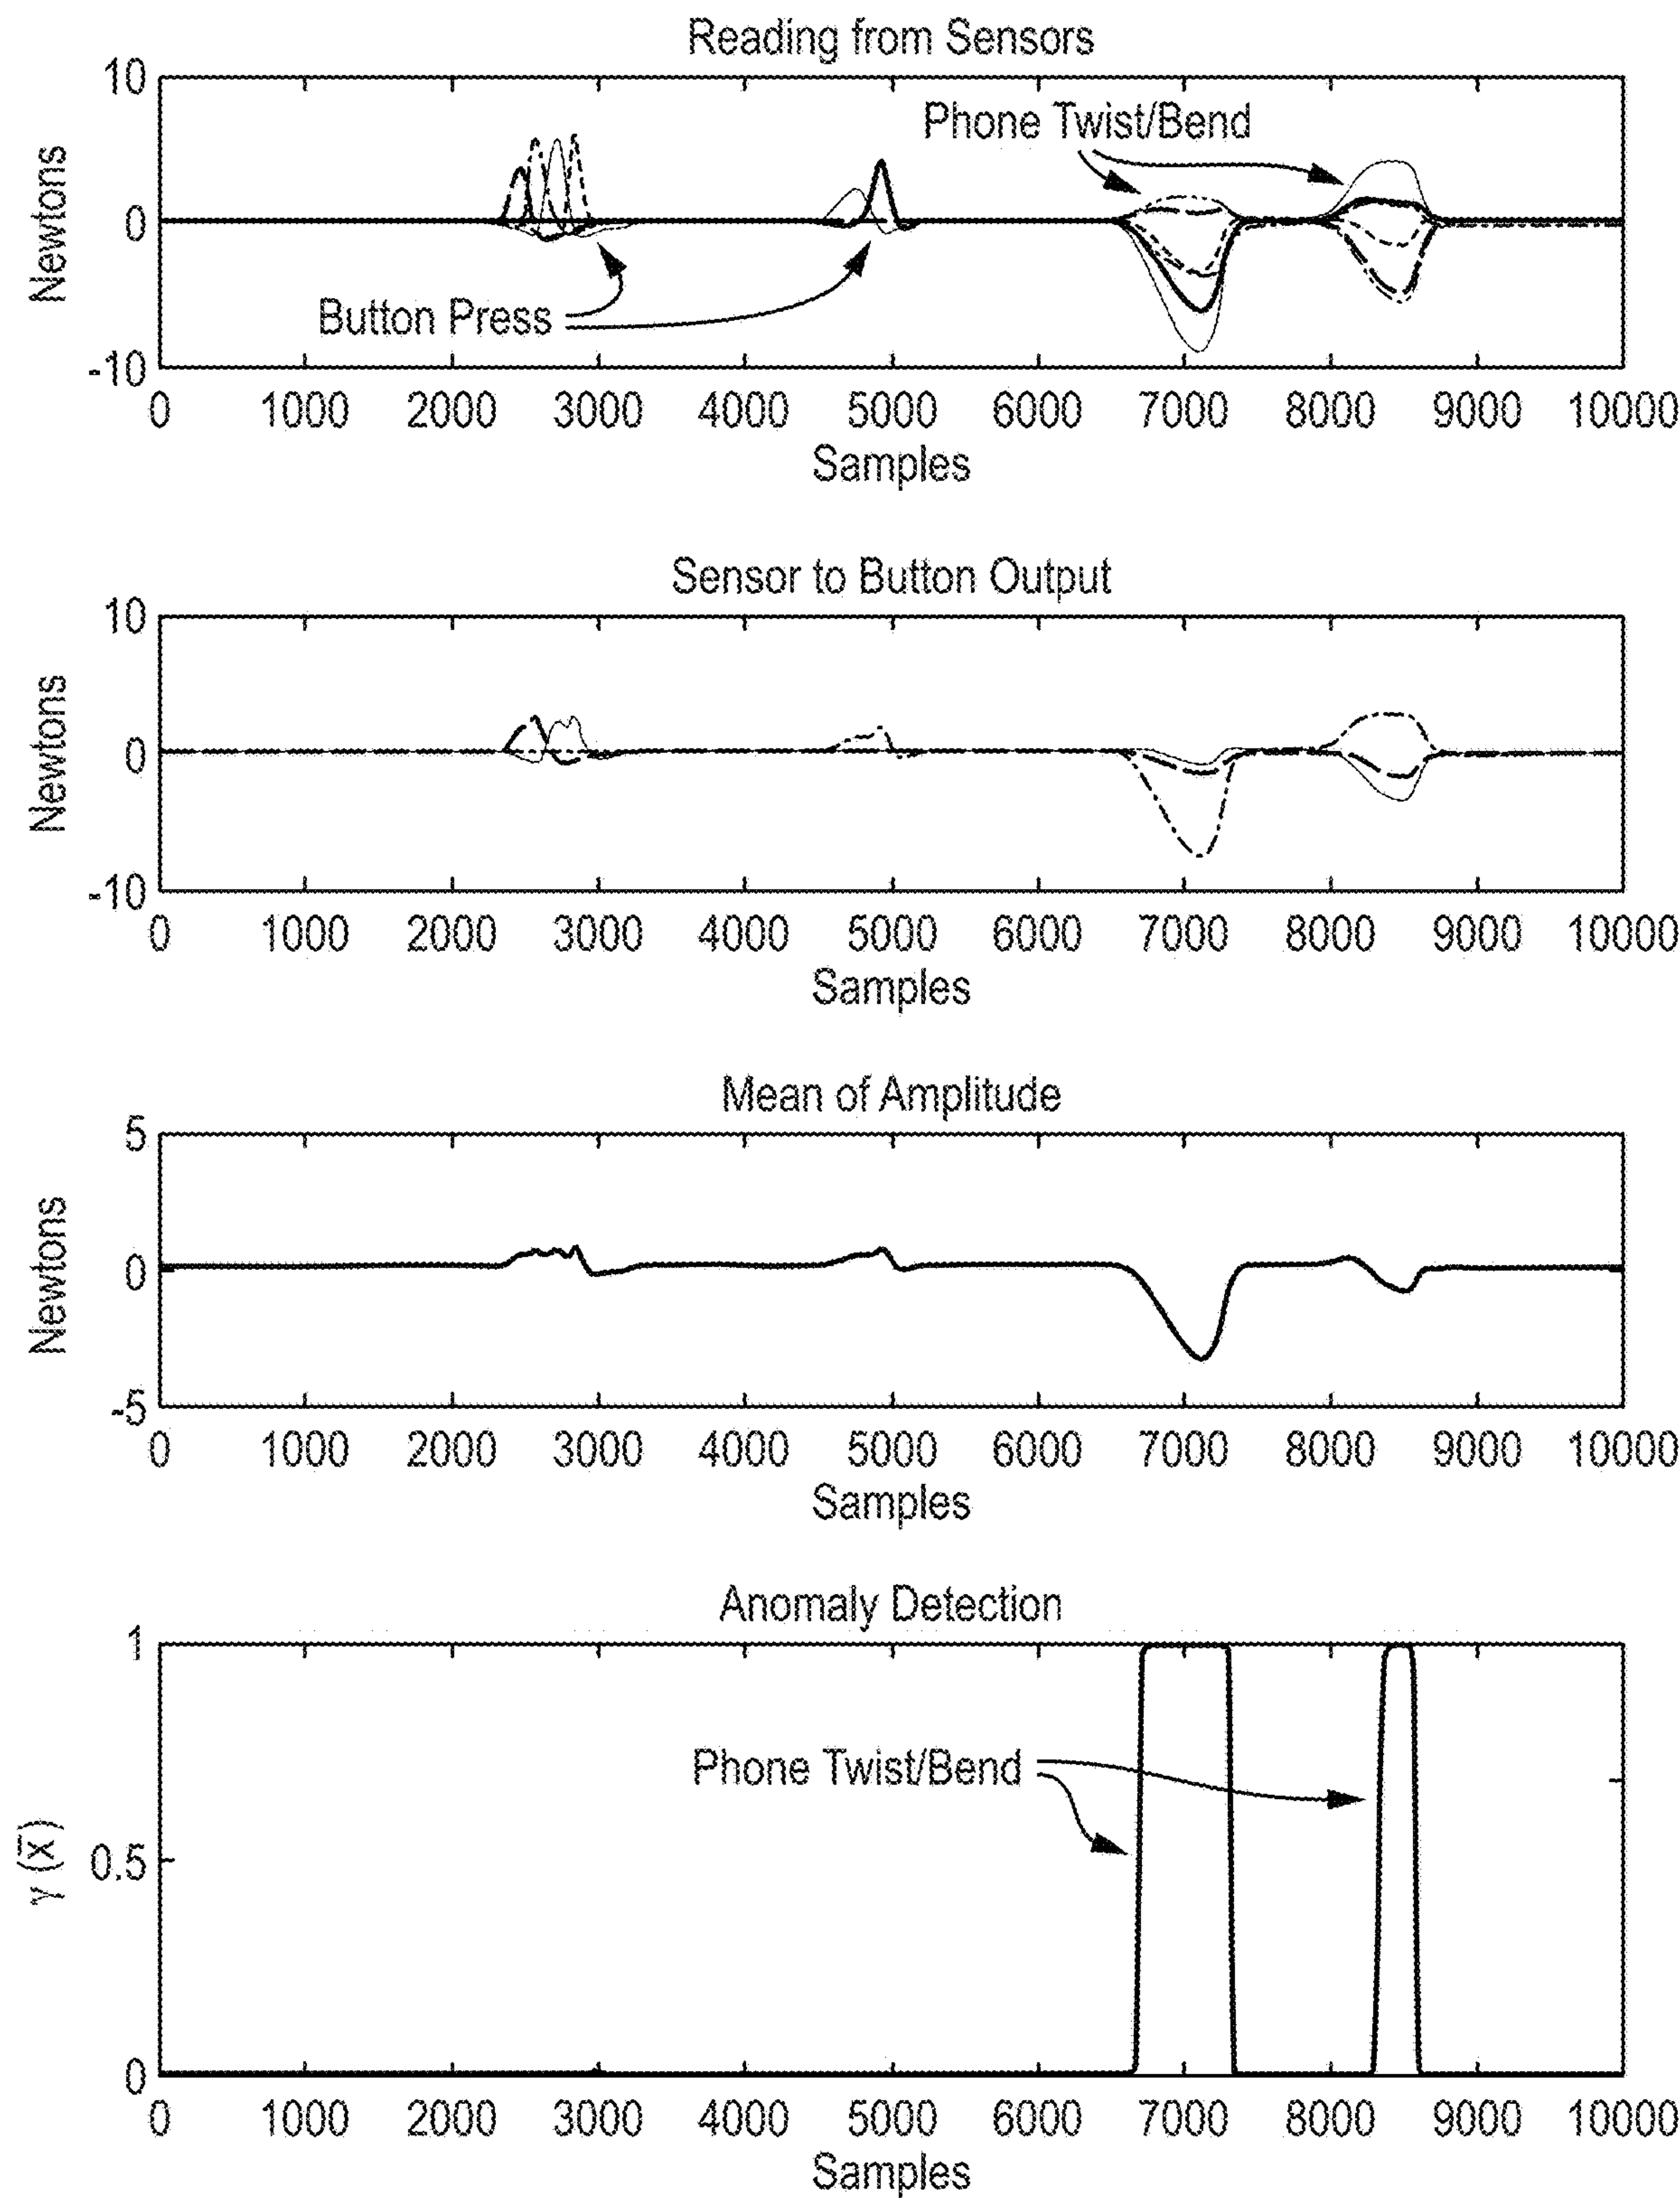 Reading from Sensors
10
Phone Twist/Bend
Newtons
0
Button Press
-10
0 1000 2000 3000 4000 5000 6000 7000 8000 9000 10000
Samples
Sensor to Button Output
10
Newtons
0
-10
0 1000 2000 3000 4000 5000 6000 7000 8000 9000 10000
Samples
Mean of Amplitude
5
Newtons
0
-5
0 1000 2000 3000 4000 5000 6000 7000 8000 9000 10000
Samples
Anomaly Detection
1
Phone Twist/Bend
γ (x̄)
0.5
0
0 1000 2000 3000 4000 5000 6000 7000 8000 9000 10000
Samples